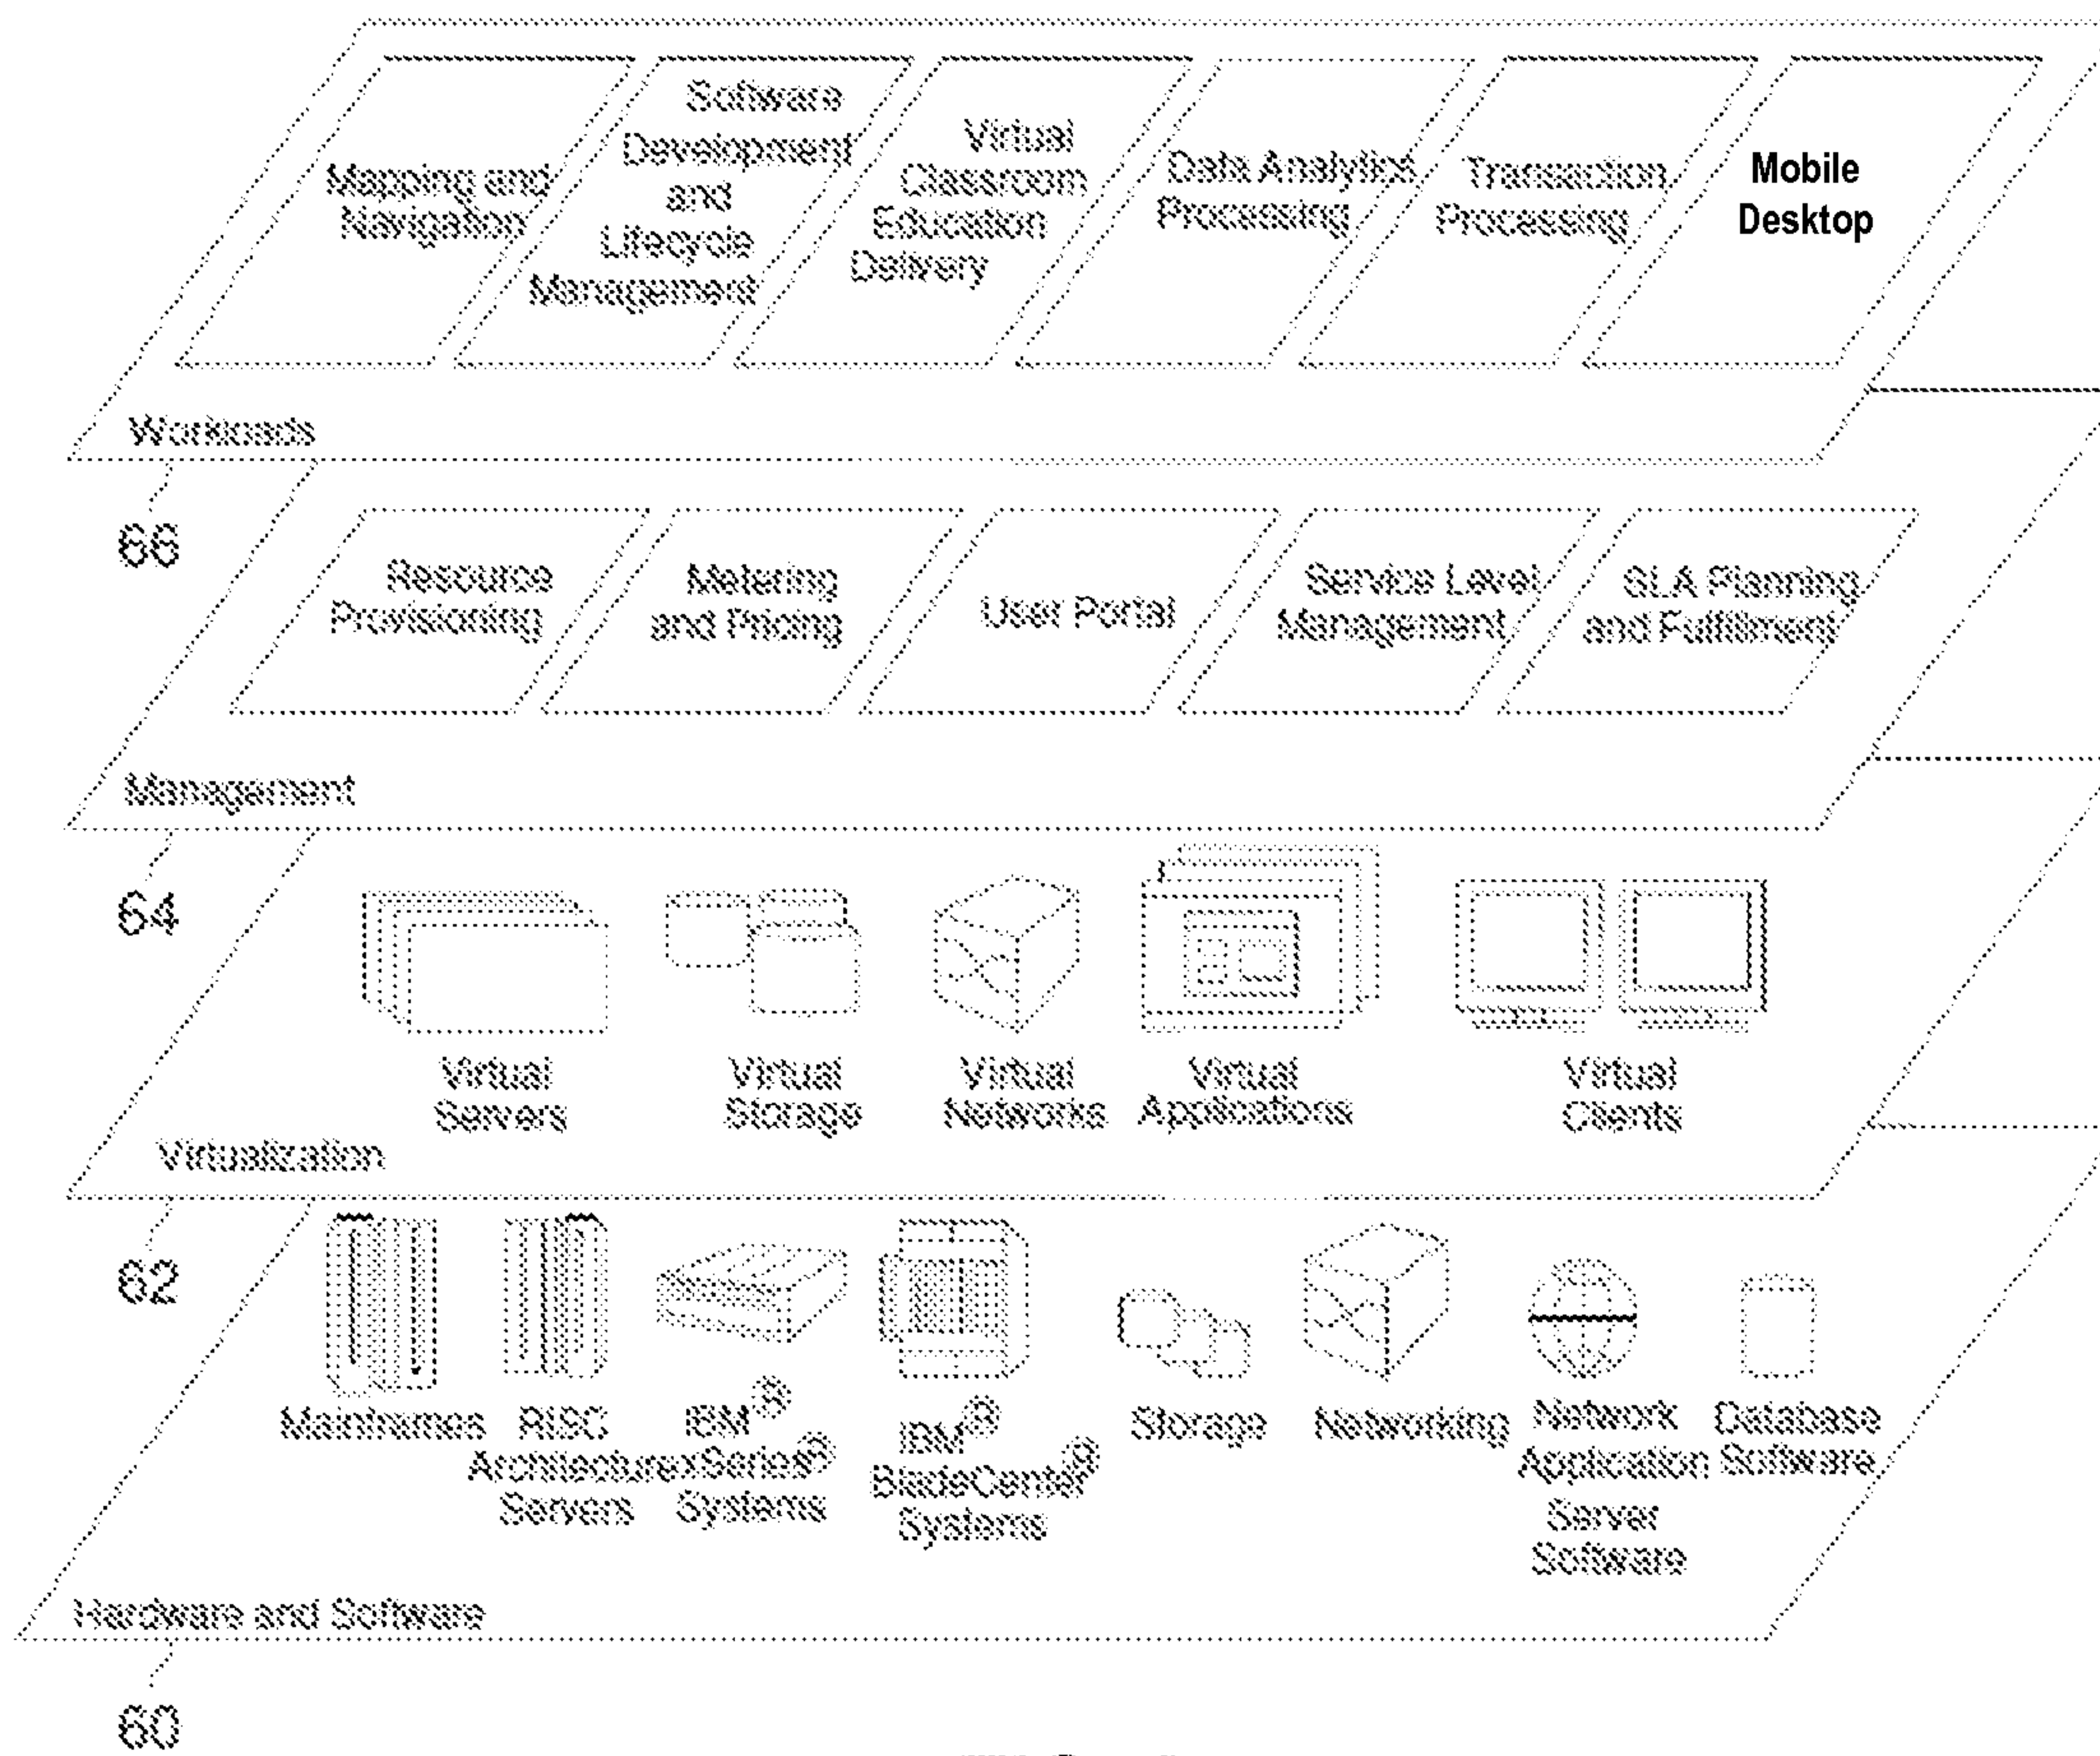 Mapping and
Navigation
Software
Development
and
Lifecycle
Management
Virtual
Classroom
Education
Delivery
Data Analytics
Processing
Transaction
Processing
Mobile
Desktop
Workloads
66
Resource
Provisioning
Metering
and Pricing
User Portal
Service Level
Management
SLA Planning
and Fulfillment
Management
64
Virtual
Servers
Virtual
Storage
Virtual
Networks
Virtual
Applications
Virtual
Clients
Virtualization
62
Mainframes
RISC
Architecture
Servers
IBM®
xSeries®
Systems
IBM®
BladeCenter®
Systems
Storage
Networking
Network
Application
Server
Software
Database
Software
Hardware and Software
60